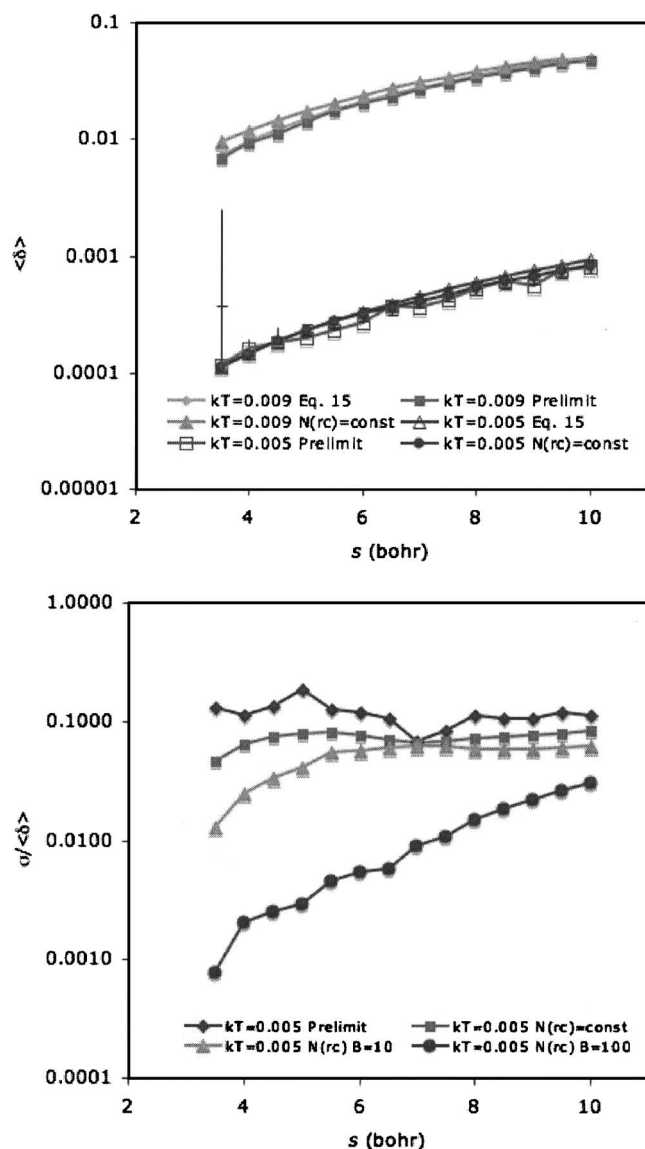 0.1
0.01
0.001
0.0001
0.00001
<δ>
kT=0.009 Eq. 15
kT=0.009 Prelimit
kT=0.009 N(rc)=const
kT=0.005 Eq. 15
kT=0.005 Prelimit
kT=0.005 N(rc)=const
2 4 6 8 10
s (bohr)
1.0000
0.1000
0.0100
0.0010
0.0001
σ/<δ>
kT=0.005 Prelimit
kT=0.005 N(rc)=const
kT=0.005 N(rc) B=10
kT=0.005 N(rc) B=100
2 4 6 8 10
s (bohr)